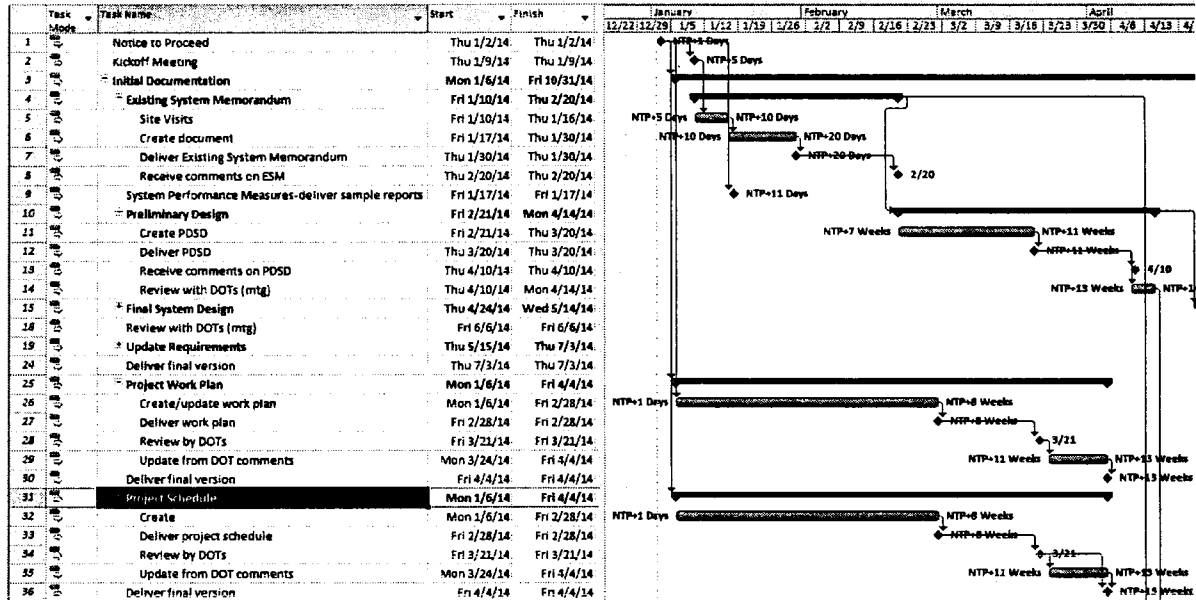 Task Mode Task Name Start Finish January February March April
12/22 12/29 1/5 1/12 1/19 1/26 2/2 2/9 2/16 2/23 3/2 3/9 3/16 3/23 3/30 4/6 4/13 4/
1 Notice to Proceed Thu 1/2/14 Thu 1/2/14 NTP+1 Days
2 Kickoff Meeting Thu 1/9/14 Thu 1/9/14 NTP+5 Days
3 Initial Documentation Mon 1/6/14 Fri 10/31/14
4 Existing System Memorandum Fri 1/10/14 Thu 2/20/14
5 Site Visits Fri 1/10/14 Thu 1/16/14 NTP+5 Days NTP+10 Days
6 Create document Fri 1/17/14 Thu 1/30/14 NTP+10 Days NTP+20 Days
7 Deliver Existing System Memorandum Thu 1/30/14 Thu 1/30/14 NTP+20 Days
8 Receive comments on ESM Thu 2/20/14 Thu 2/20/14 2/20
9 System Performance Measures-deliver sample reports Fri 1/17/14 Fri 1/17/14 NTP+11 Days
10 Preliminary Design Fri 2/21/14 Mon 4/14/14
11 Create PDSD Fri 2/21/14 Thu 3/20/14 NTP+7 Weeks NTP+11 Weeks
12 Deliver PDSD Thu 3/20/14 Thu 3/20/14 NTP+11 Weeks
13 Receive comments on PDSD Thu 4/10/14 Thu 4/10/14 4/10
14 Review with DOTs (mtg) Thu 4/10/14 Mon 4/14/14 NTP+13 Weeks NTP+1
15 Final System Design Thu 4/24/14 Wed 5/14/14
18 Review with DOTs (mtg) Fri 6/6/14 Fri 6/6/14
19 Update Requirements Thu 5/15/14 Thu 7/3/14
24 Deliver final version Thu 7/3/14 Thu 7/3/14
25 Project Work Plan Mon 1/6/14 Fri 4/4/14
26 Create/update work plan Mon 1/6/14 Fri 2/28/14 NTP+1 Days NTP+8 Weeks
27 Deliver work plan Fri 2/28/14 Fri 2/28/14 NTP+8 Weeks
28 Review by DOTs Fri 3/21/14 Fri 3/21/14 3/21
29 Update from DOT comments Mon 3/24/14 Fri 4/4/14 NTP+11 Weeks NTP+13 Weeks
30 Deliver final version Fri 4/4/14 Fri 4/4/14 NTP+13 Weeks
31 Project Schedule Mon 1/6/14 Fri 4/4/14
32 Create Mon 1/6/14 Fri 2/28/14 NTP+1 Days NTP+8 Weeks
33 Deliver project schedule Fri 2/28/14 Fri 2/28/14 NTP+8 Weeks
34 Review by DOTs Fri 3/21/14 Fri 3/21/14 3/21
35 Update from DOT comments Mon 3/24/14 Fri 4/4/14 NTP+11 Weeks NTP+13 Weeks
36 Deliver final version Fri 4/4/14 Fri 4/4/14 NTP+13 Weeks